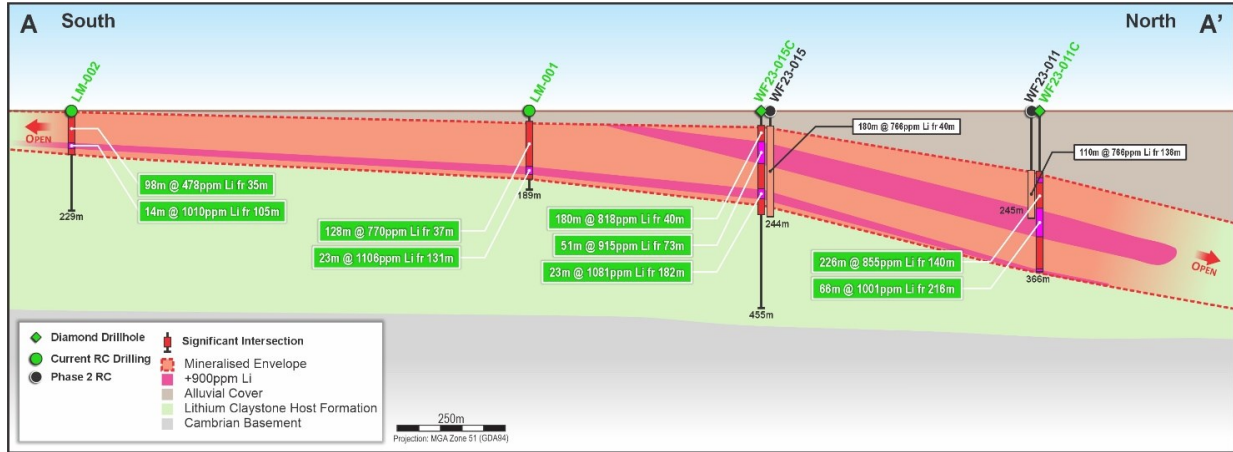 A South
North A'
LM-002
LM-001
WF23-015C
WF23-015
WF23-011
WF23-011C
OPEN
180m @ 766ppm Li fr 40m
110m @ 766ppm Li fr 136m
98m @ 478ppm Li fr 35m
14m @ 1010ppm Li fr 105m
229m
189m
128m @ 770ppm Li fr 37m
23m @ 1106ppm Li fr 131m
180m @ 818ppm Li fr 40m
51m @ 915ppm Li fr 73m
23m @ 1081ppm Li fr 182m
244m
245m
226m @ 855ppm Li fr 140m
66m @ 1001ppm Li fr 216m
366m
OPEN
455m
Diamond Drillhole
Current RC Drilling
Phase 2 RC
Significant Intersection
Mineralised Envelope
+900ppm Li
Alluvial Cover
Lithium Claystone Host Formation
Cambrian Basement
250m
Projection: MGA Zone 51 (GDA94)